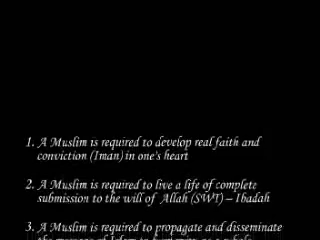 1. A Muslim is required to develop real faith and
conviction (Iman) in one's heart
2. A Muslim is required to live a life of complete
submission to the will of Allah (SWT) – Ibadah
3. A Muslim is required to propagate and disseminate